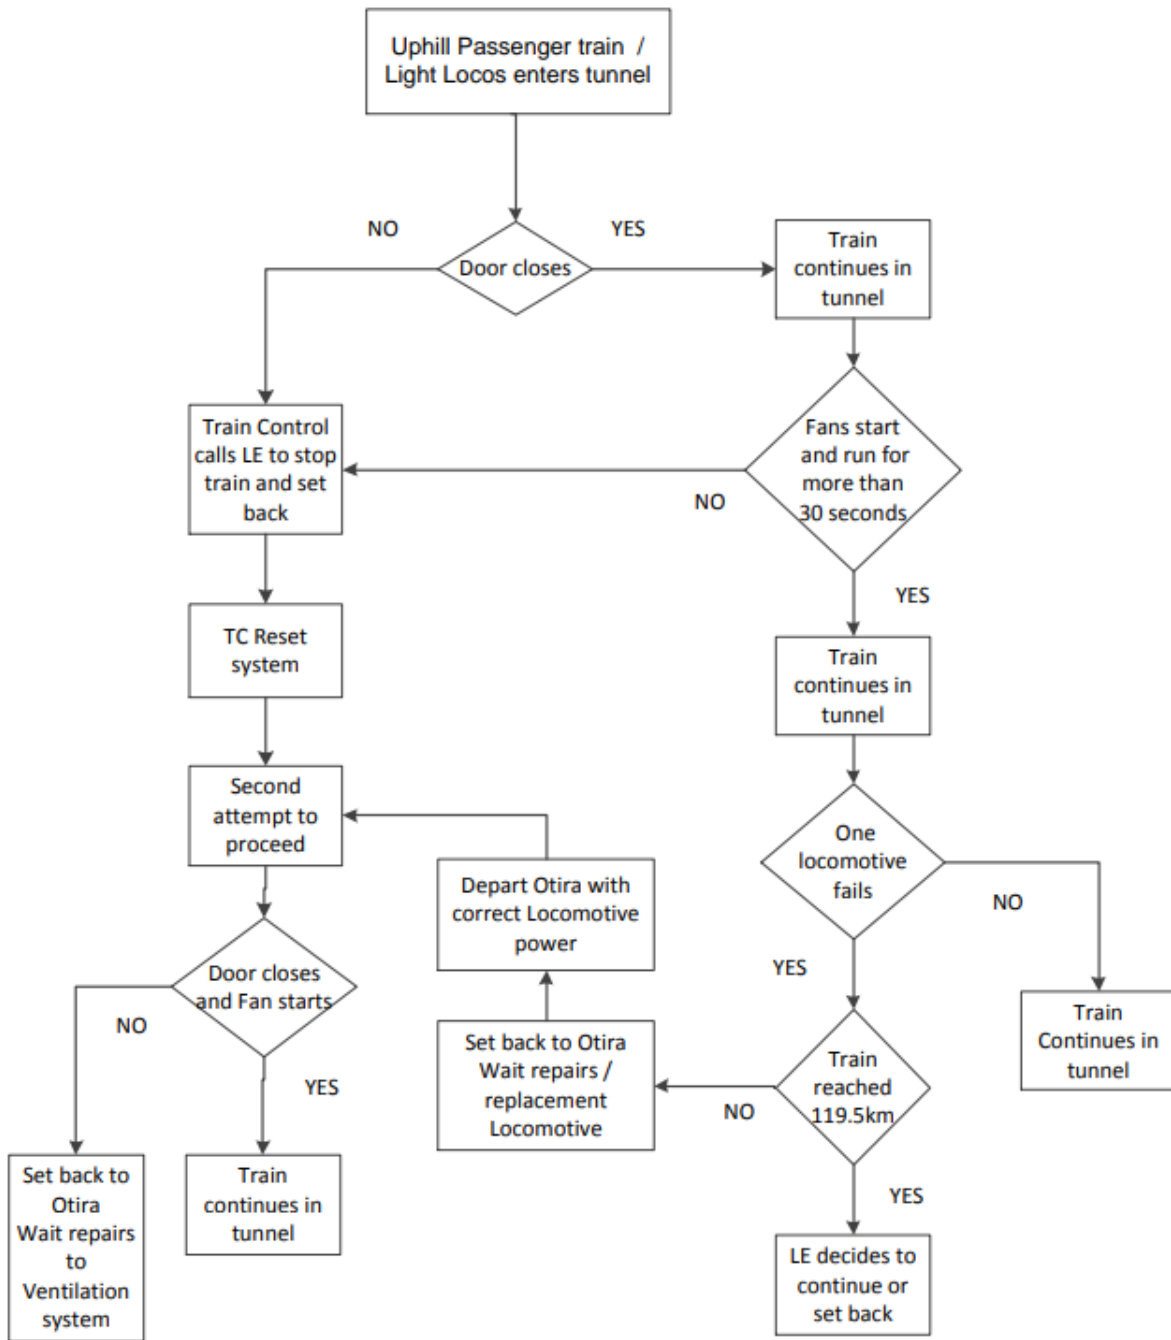 Uphill Passenger train /
Light Locos enters tunnel
NO
YES
Door closes
Train
continues in
tunnel
Train Control
calls LE to stop
train and set
back
Fans start
and run for
more than
30 seconds
NO
YES
TC Reset
system
Train
continues in
tunnel
Second
attempt to
proceed
One
locomotive
fails
NO
YES
Depart Otira with
correct Locomotive
power
Door closes
and Fan starts
NO
YES
Set back to Otira
Wait repairs /
replacement
Locomotive
Train
reached
119.5km
NO
YES
Train
Continues in
tunnel
Set back to
Otira
Wait repairs
to
Ventilation
system
Train
continues in
tunnel
LE decides to
continue or
set back